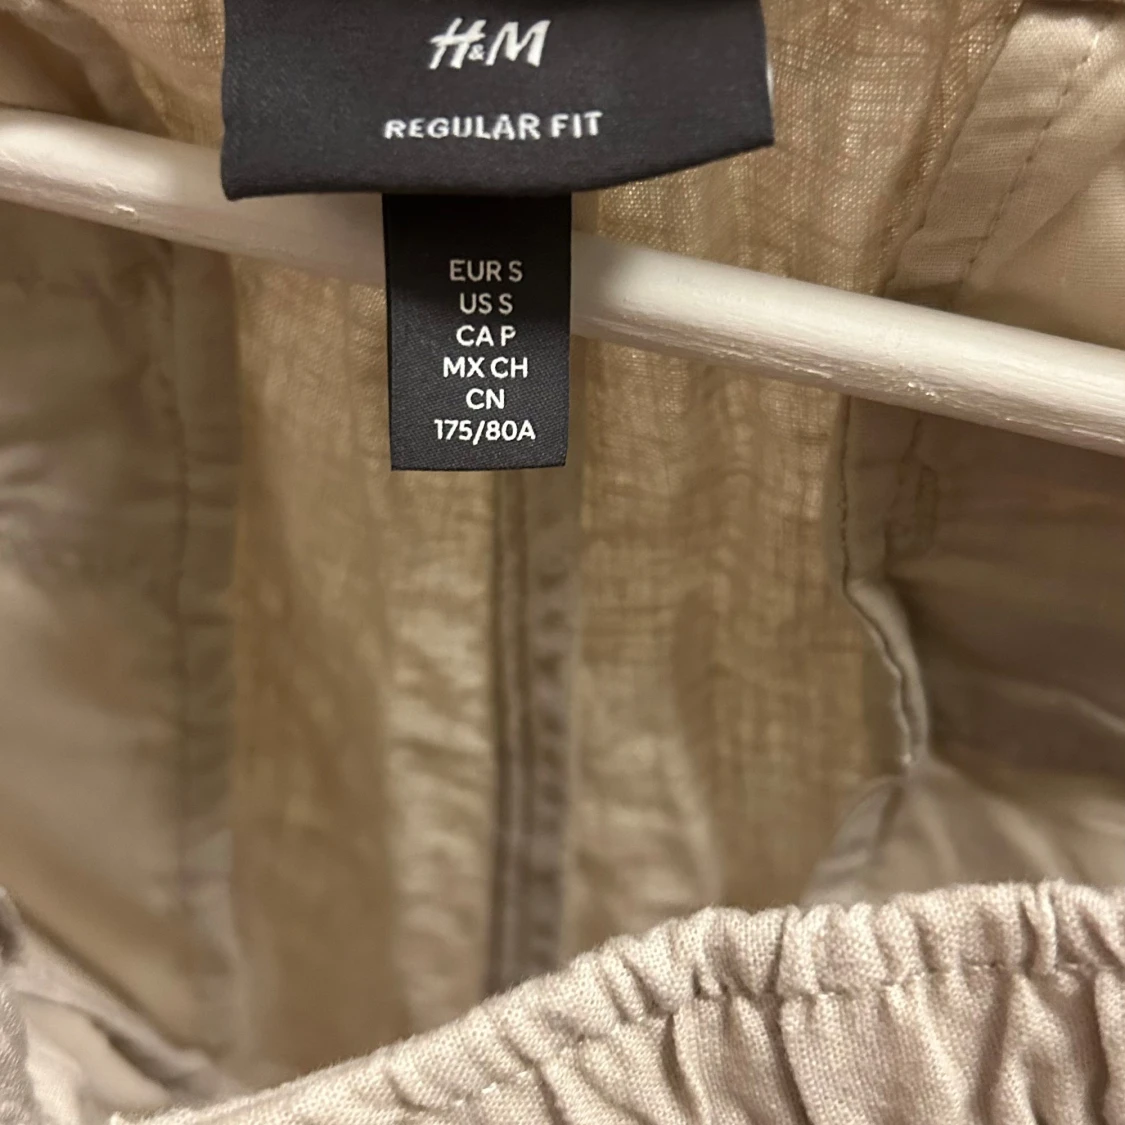 H&M
REGULAR FIT
EUR S
US S
CA P
MX CH
CN
175/80A